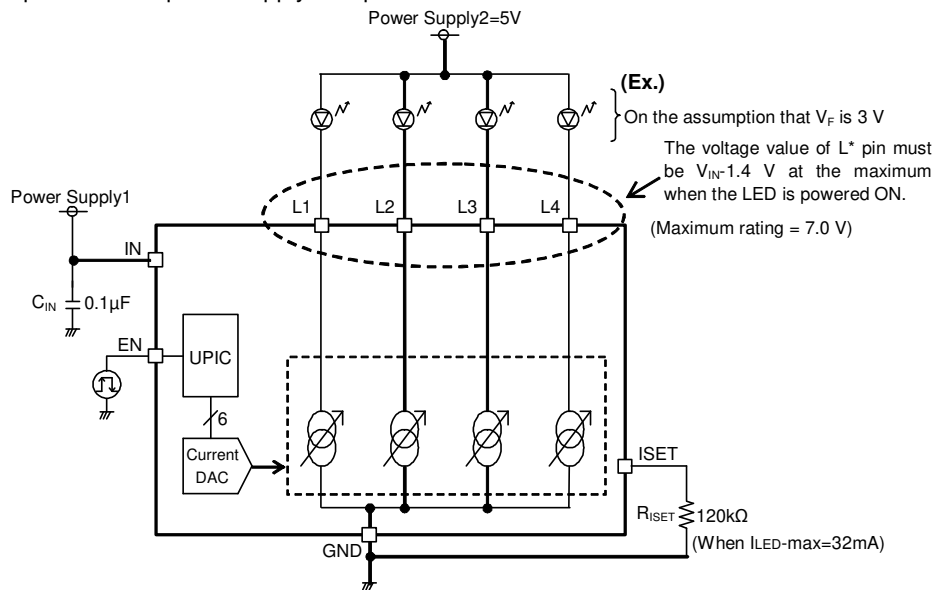 Power Supply2=5V
(Ex.)
On the assumption that VF is 3 V
The voltage value of L* pin must
be VIN-1.4 V at the maximum
when the LED is powered ON.
(Maximum rating = 7.0 V)
Power Supply1
L1
L2
L3
L4
IN
CIN
0.1µF
EN
UPIC
6
Current
DAC
ISET
RISET
120kΩ
(When ILED-max=32mA)
GND